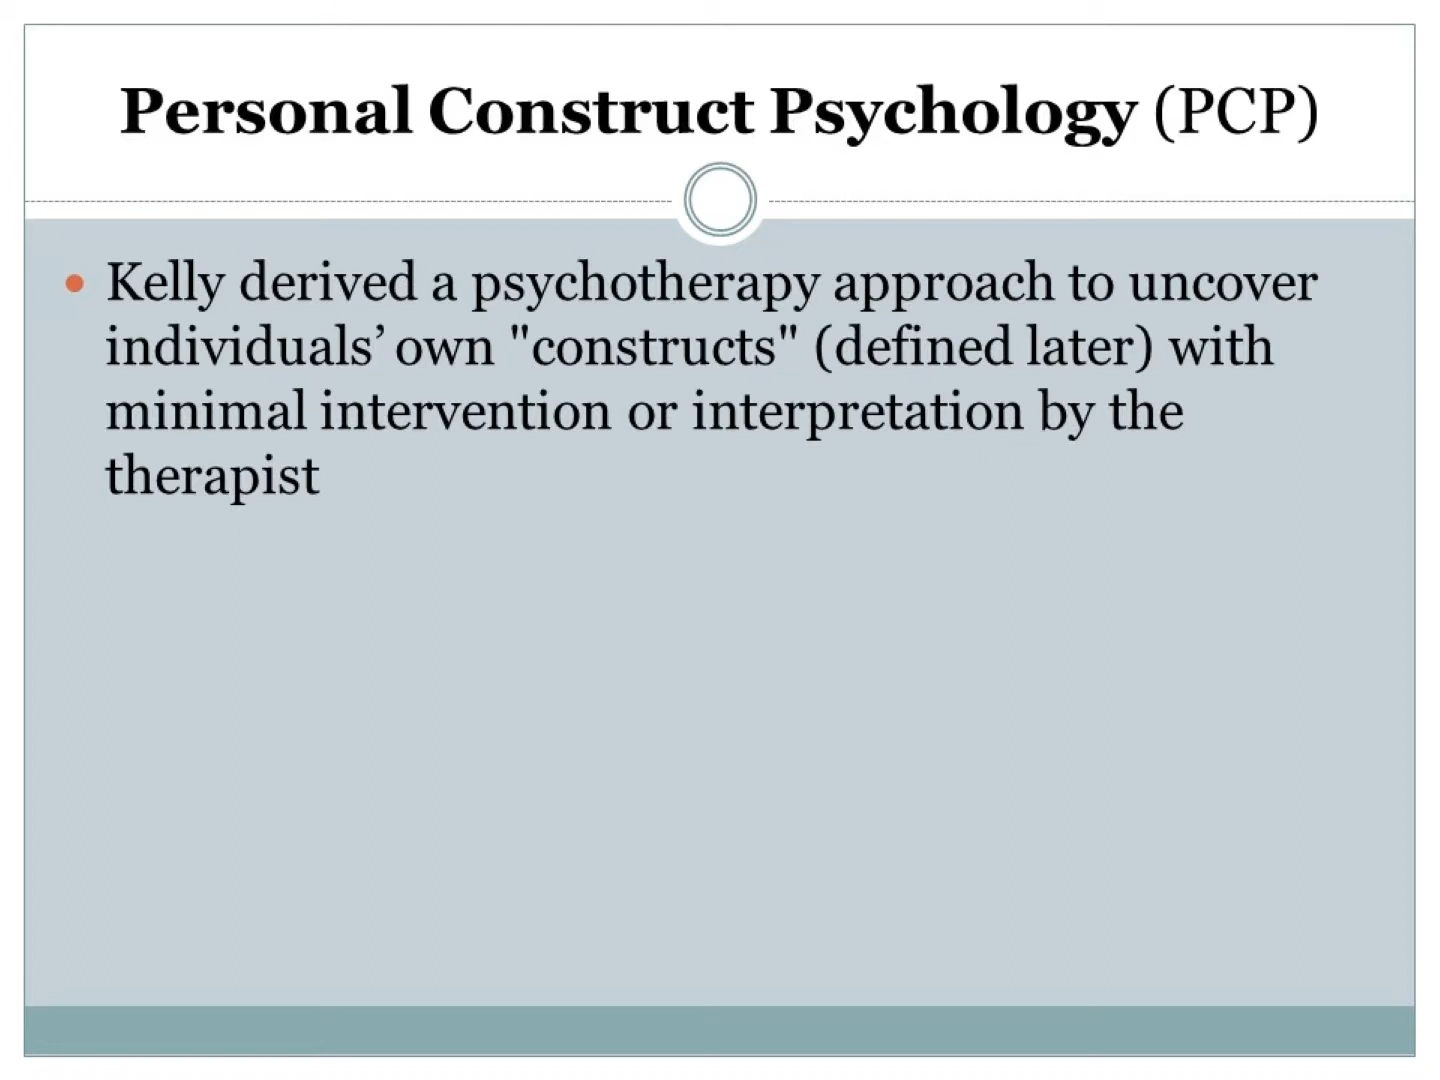 Personal Construct Psychology (PCP)
Kelly derived a psychotherapy approach to uncover
individuals’ own "constructs" (defined later) with
minimal intervention or interpretation by the
therapist